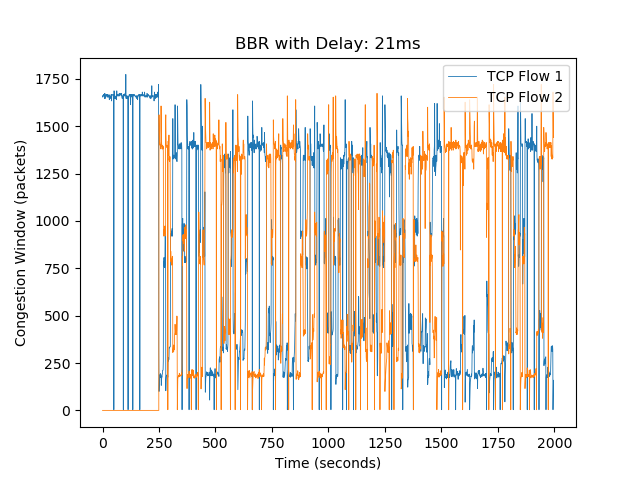 BBR with Delay: 21ms
TCP Flow 1
TCP Flow 2
1750
1500
1250
1000
750
500
250
0
Congestion Window (packets)
0 250 500 750 1000 1250 1500 1750 2000
Time (seconds)